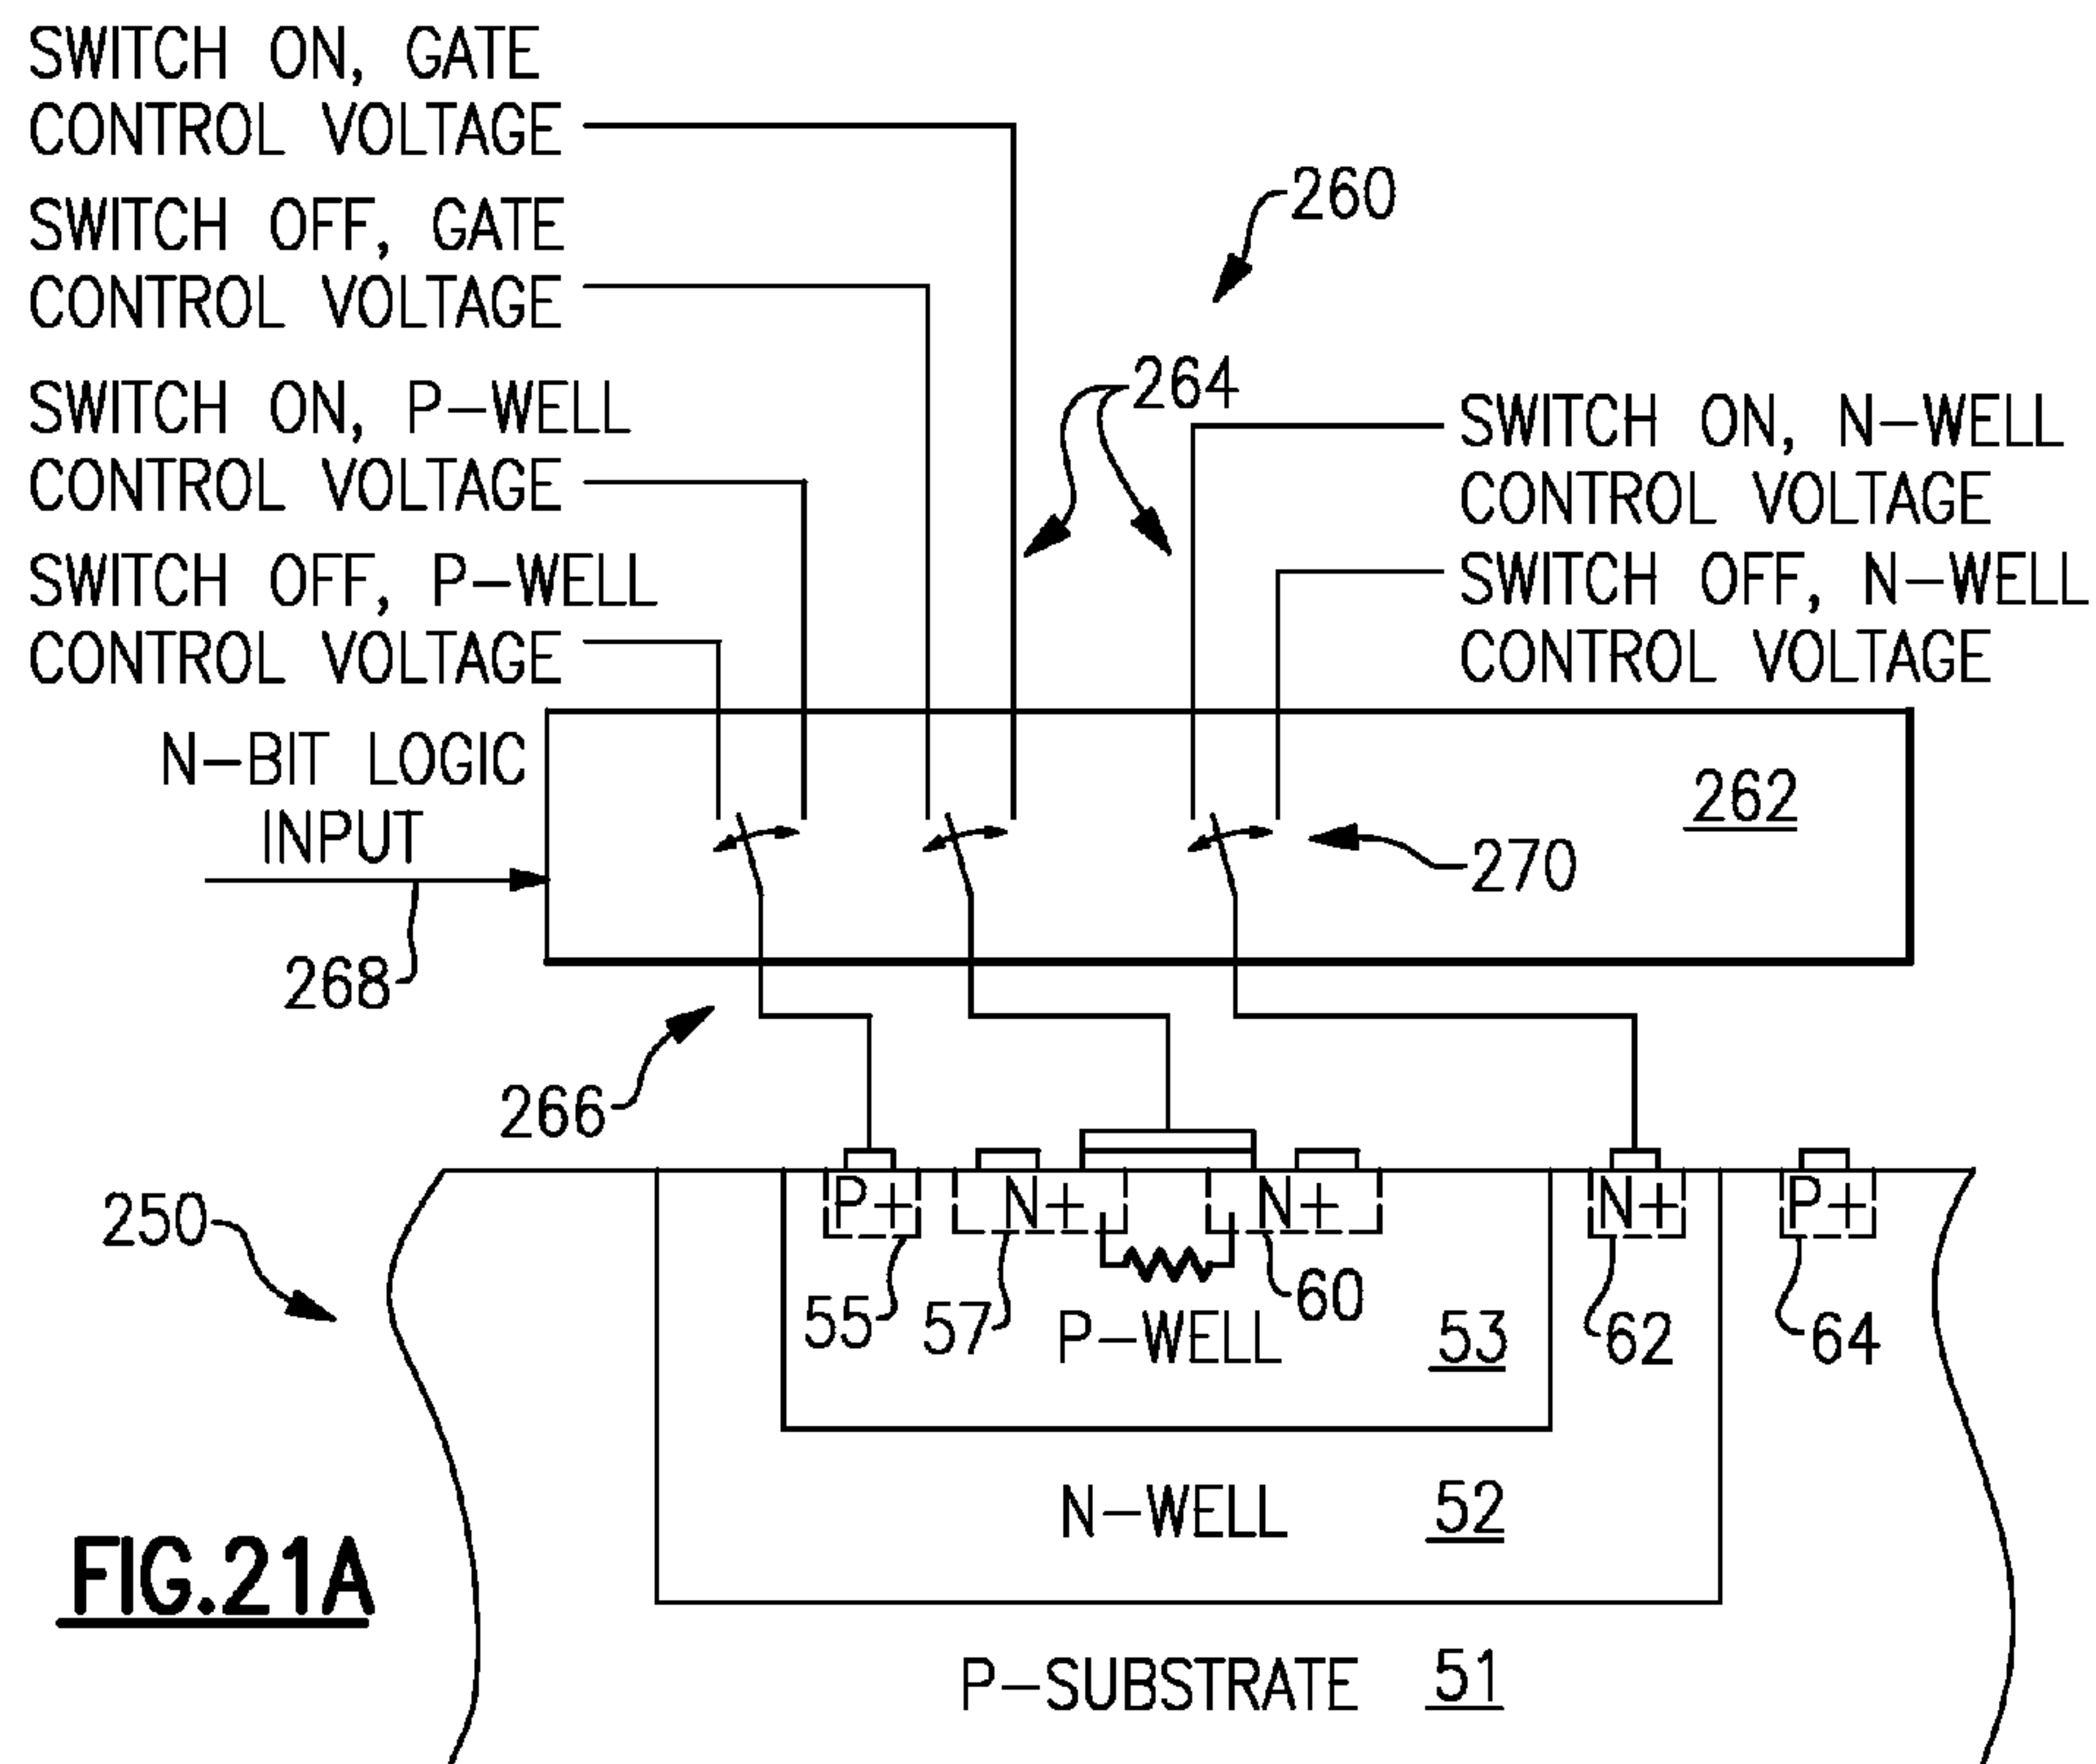 SWITCH ON, GATE
CONTROL VOLTAGE
SWITCH OFF, GATE
CONTROL VOLTAGE
260
SWITCH ON, P-WELL
CONTROL VOLTAGE
264
SWITCH ON, N-WELL
CONTROL VOLTAGE
SWITCH OFF, P-WELL
CONTROL VOLTAGE
SWITCH OFF, N-WELL
CONTROL VOLTAGE
N-BIT LOGIC
INPUT
262
270
268
266
250
P+
N+
N+
N+
P+
55
57
60
62
64
P-WELL 53
N-WELL 52
FIG.21A
P-SUBSTRATE 51